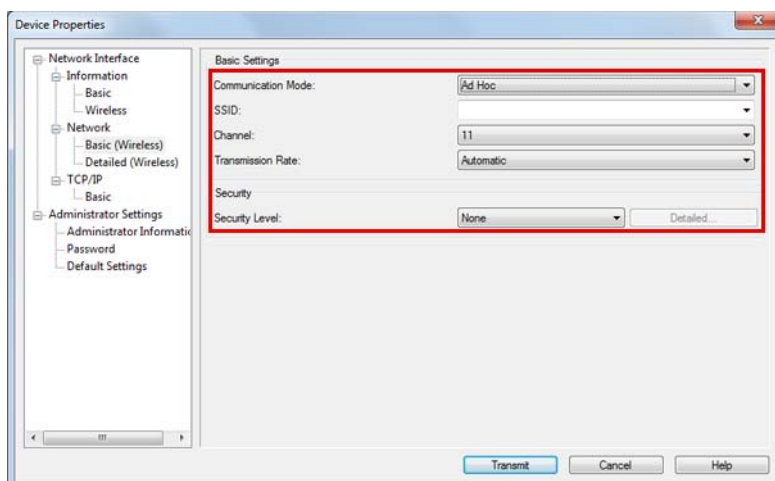 Device Properties
Network Interface
Information
Basic
Wireless
Network
Basic (Wireless)
Detailed (Wireless)
TCP/IP
Basic
Administrator Settings
Administrator Informatic
Password
Default Settings
Basic Settings
Communication Mode: Ad Hoc
SSID:
Channel: 11
Transmission Rate: Automatic
Security
Security Level: None Detailed...
Transmit Cancel Help